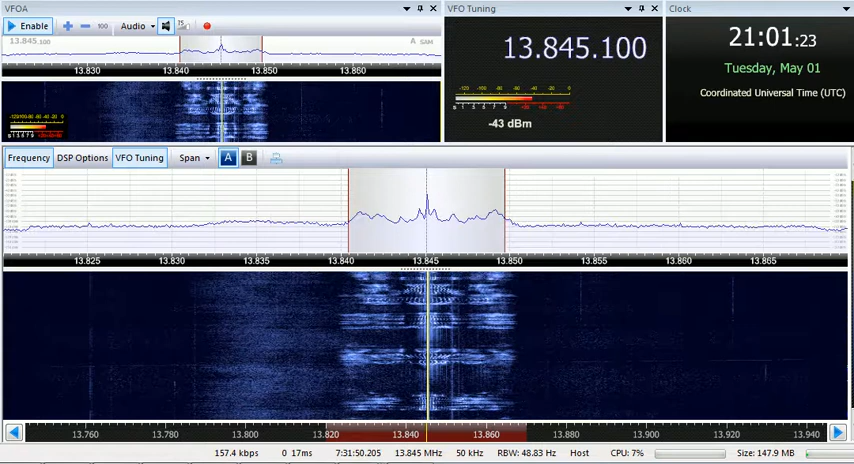 VFOA
Enable 100 Audio 75
13.845.100 A SAM
13.830 13.840 13.850 13.860
VFO Tuning
13.845.100
-43 dBm
Clock
21:01:23
Tuesday, May 01
Coordinated Universal Time (UTC)
Frequency DSP Options VFO Tuning Span A B
13.825 13.830 13.835 13.840 13.845 13.850 13.855 13.860 13.865
13.760 13.780 13.800 13.820 13.840 13.860 13.880 13.900 13.920 13.940
157.4 kbps 0 17ms 7:31:50.205 13.845 MHz 50 kHz RBW: 48.83 Hz Host CPU: 7% Size: 147.9 MB